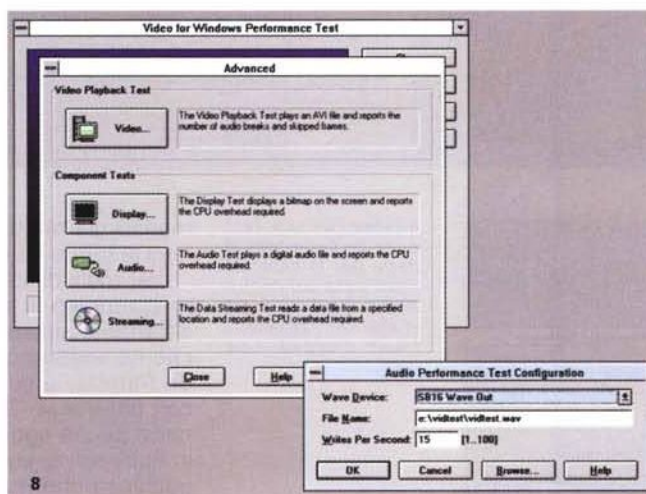 Video for Windows Performance Test
Advanced
Video Playback Test
Video...
The Video Playback Test plays an AVI file and reports the
number of audio breaks and skipped frames.
Component Tests
Display...
The Display Test displays a bitmap on the screen and reports
the CPU overhead required.
Audio...
The Audio Test plays a digital audio file and reports the CPU
overhead required.
Streaming...
The Data Streaming Test reads a data file from a specified
location and reports the CPU overhead required.
Close
Help
Audio Performance Test Configuration
Wave Device:
SB16 Wave Out
File Name:
e:\vidtest\vidtest.wav
Writes Per Second:
15
[1..100]
OK
Cancel
Browse...
Help
8